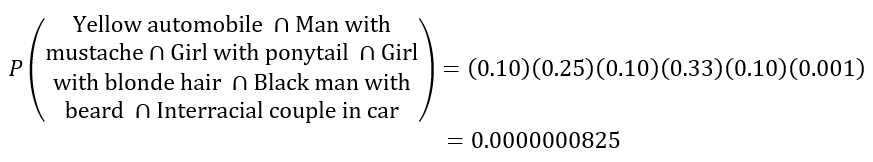 Yellow automobile ∩ Man with
mustache ∩ Girl with ponytail ∩ Girl
P ( with blonde hair ∩ Black man with ) = (0.10)(0.25)(0.10)(0.33)(0.10)(0.001)
beard ∩ Interracial couple in car
= 0.0000000825